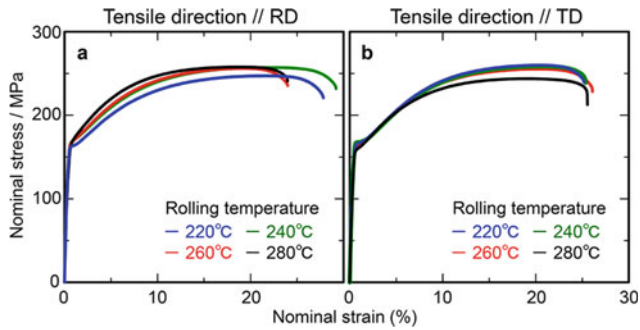 Tensile direction // RD Tensile direction // TD
300
200
100
0
Nominal stress / MPa
a
b
Rolling temperature
220℃ 240℃
260℃ 280℃
Rolling temperature
220℃ 240℃
260℃ 280℃
0 10 20 0 10 20 30
Nominal strain (%)